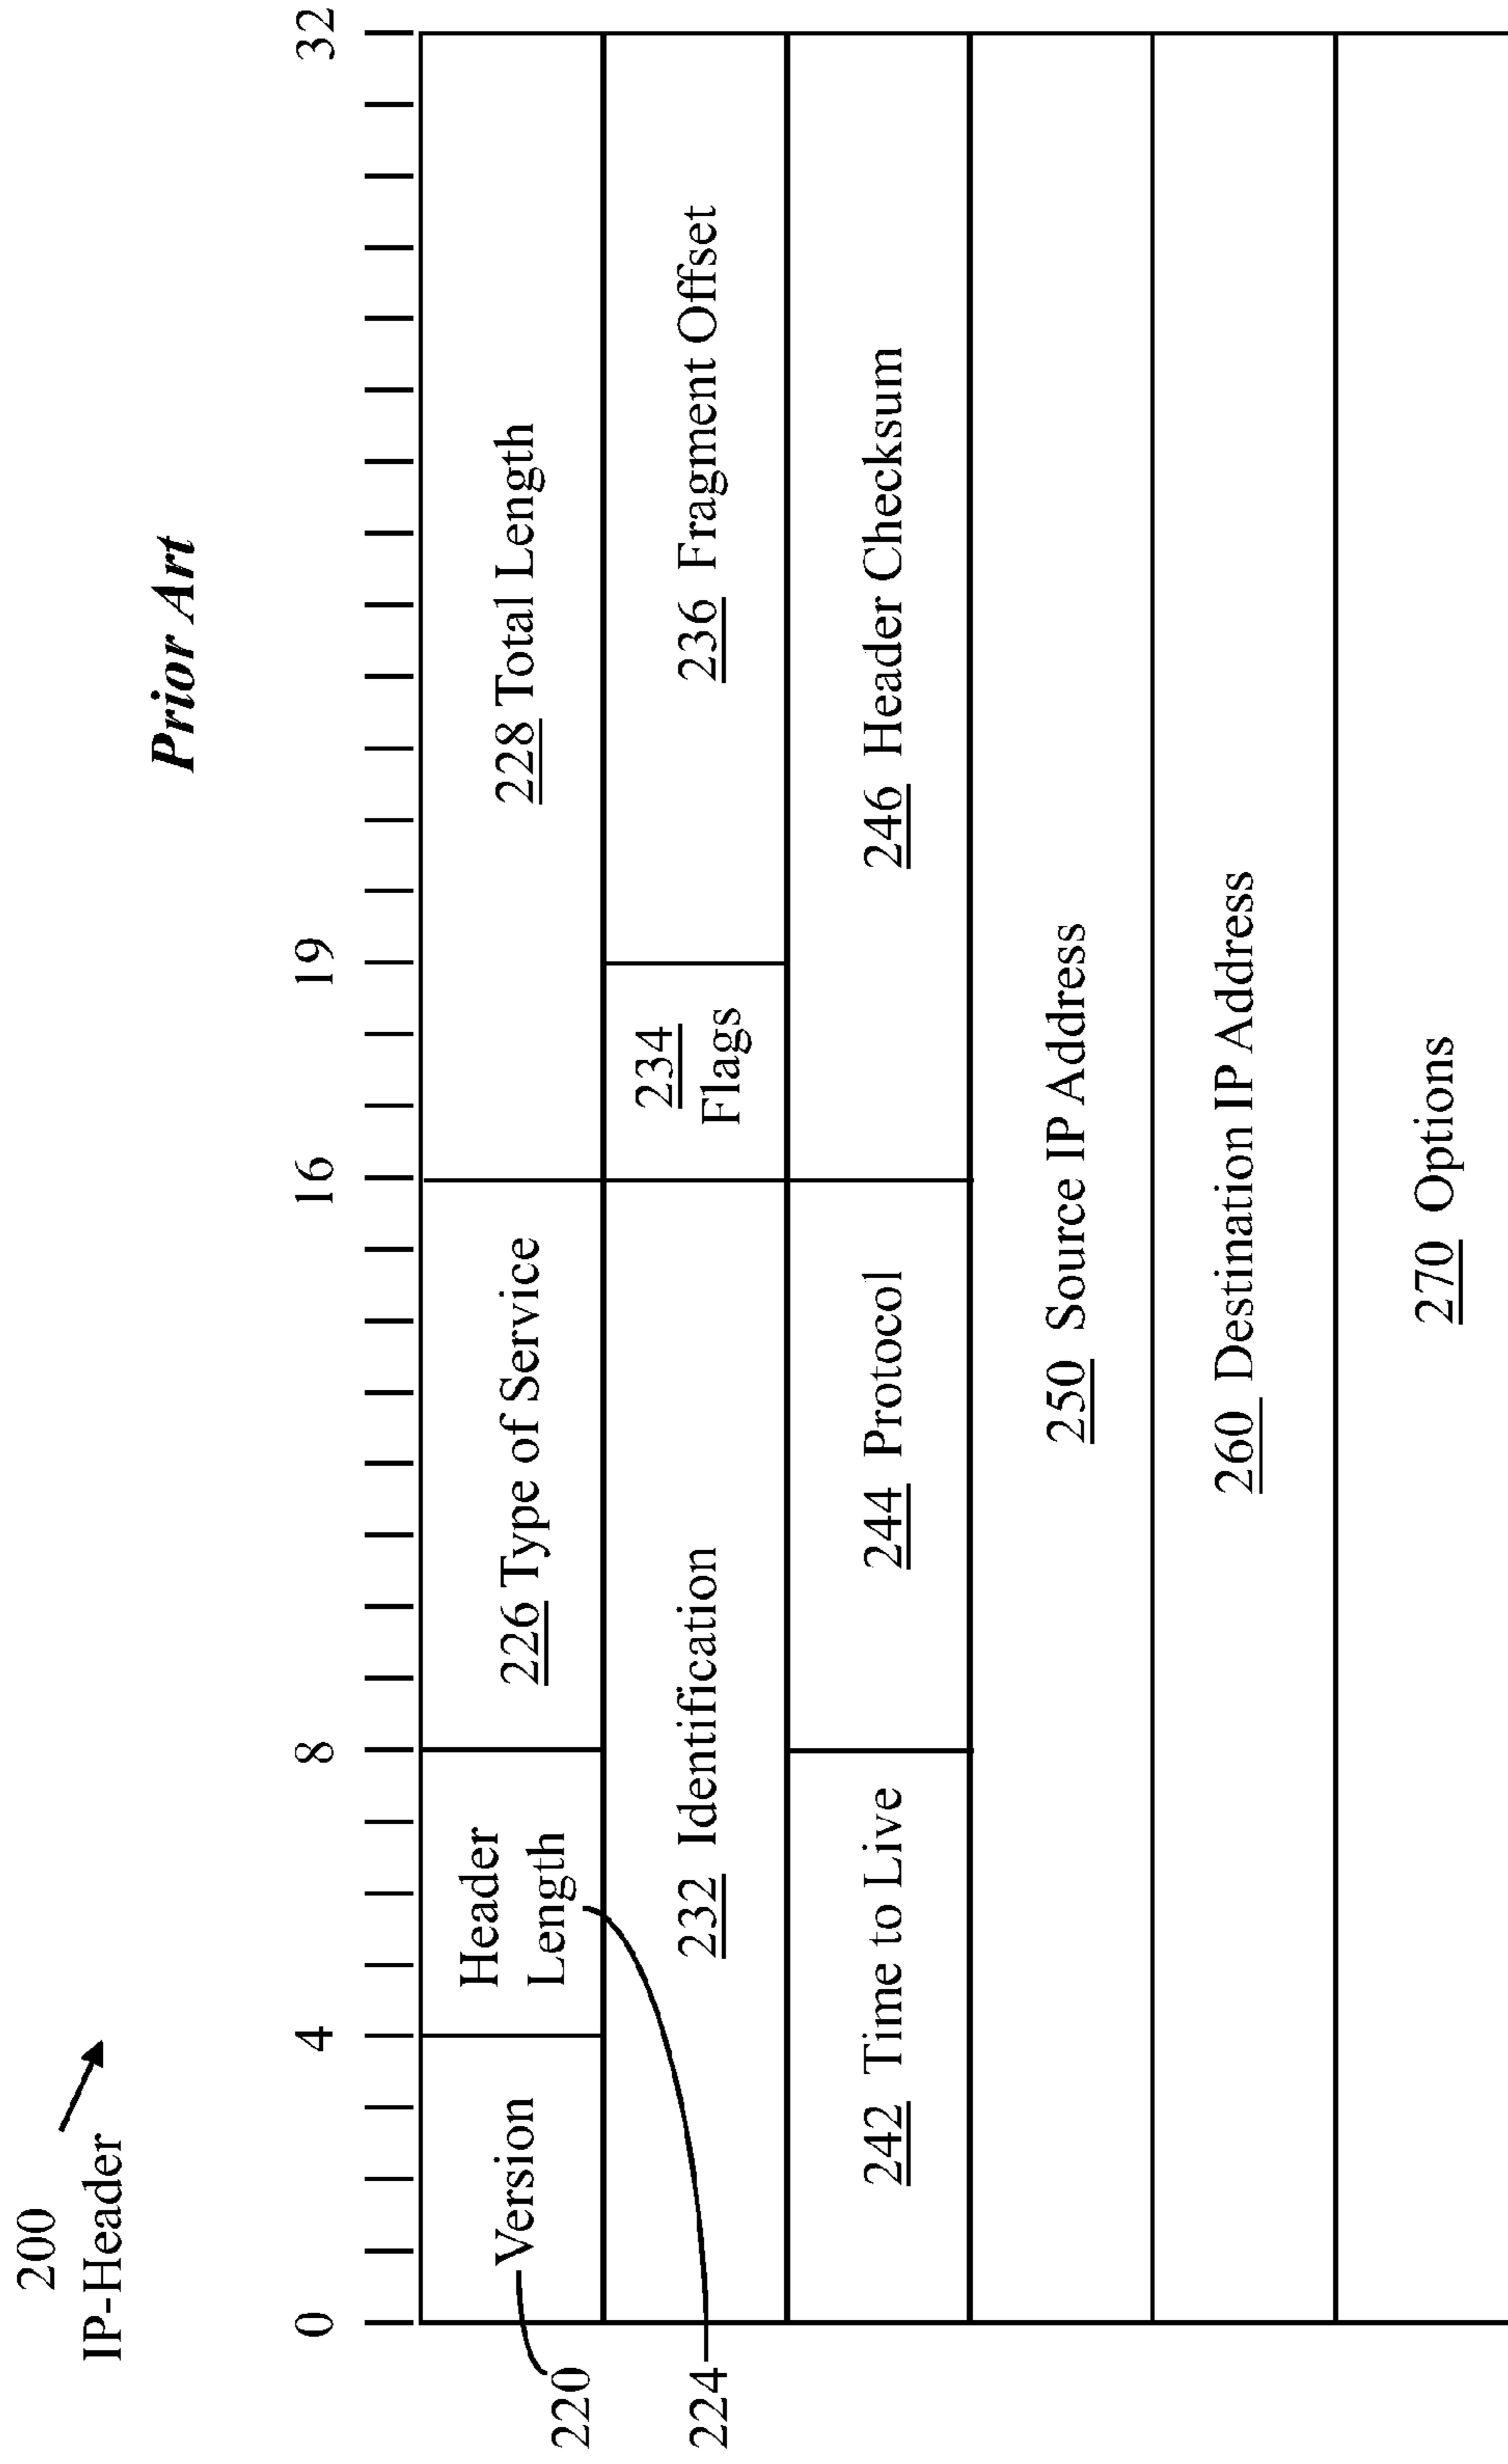 200
IP-Header
Prior Art
0 4 8 16 19 32
220
Version
Header
Length
224
226 Type of Service
228 Total Length
232 Identification
234
Flags
236 Fragment Offset
242 Time to Live
244 Protocol
246 Header Checksum
250 Source IP Address
260 Destination IP Address
270 Options